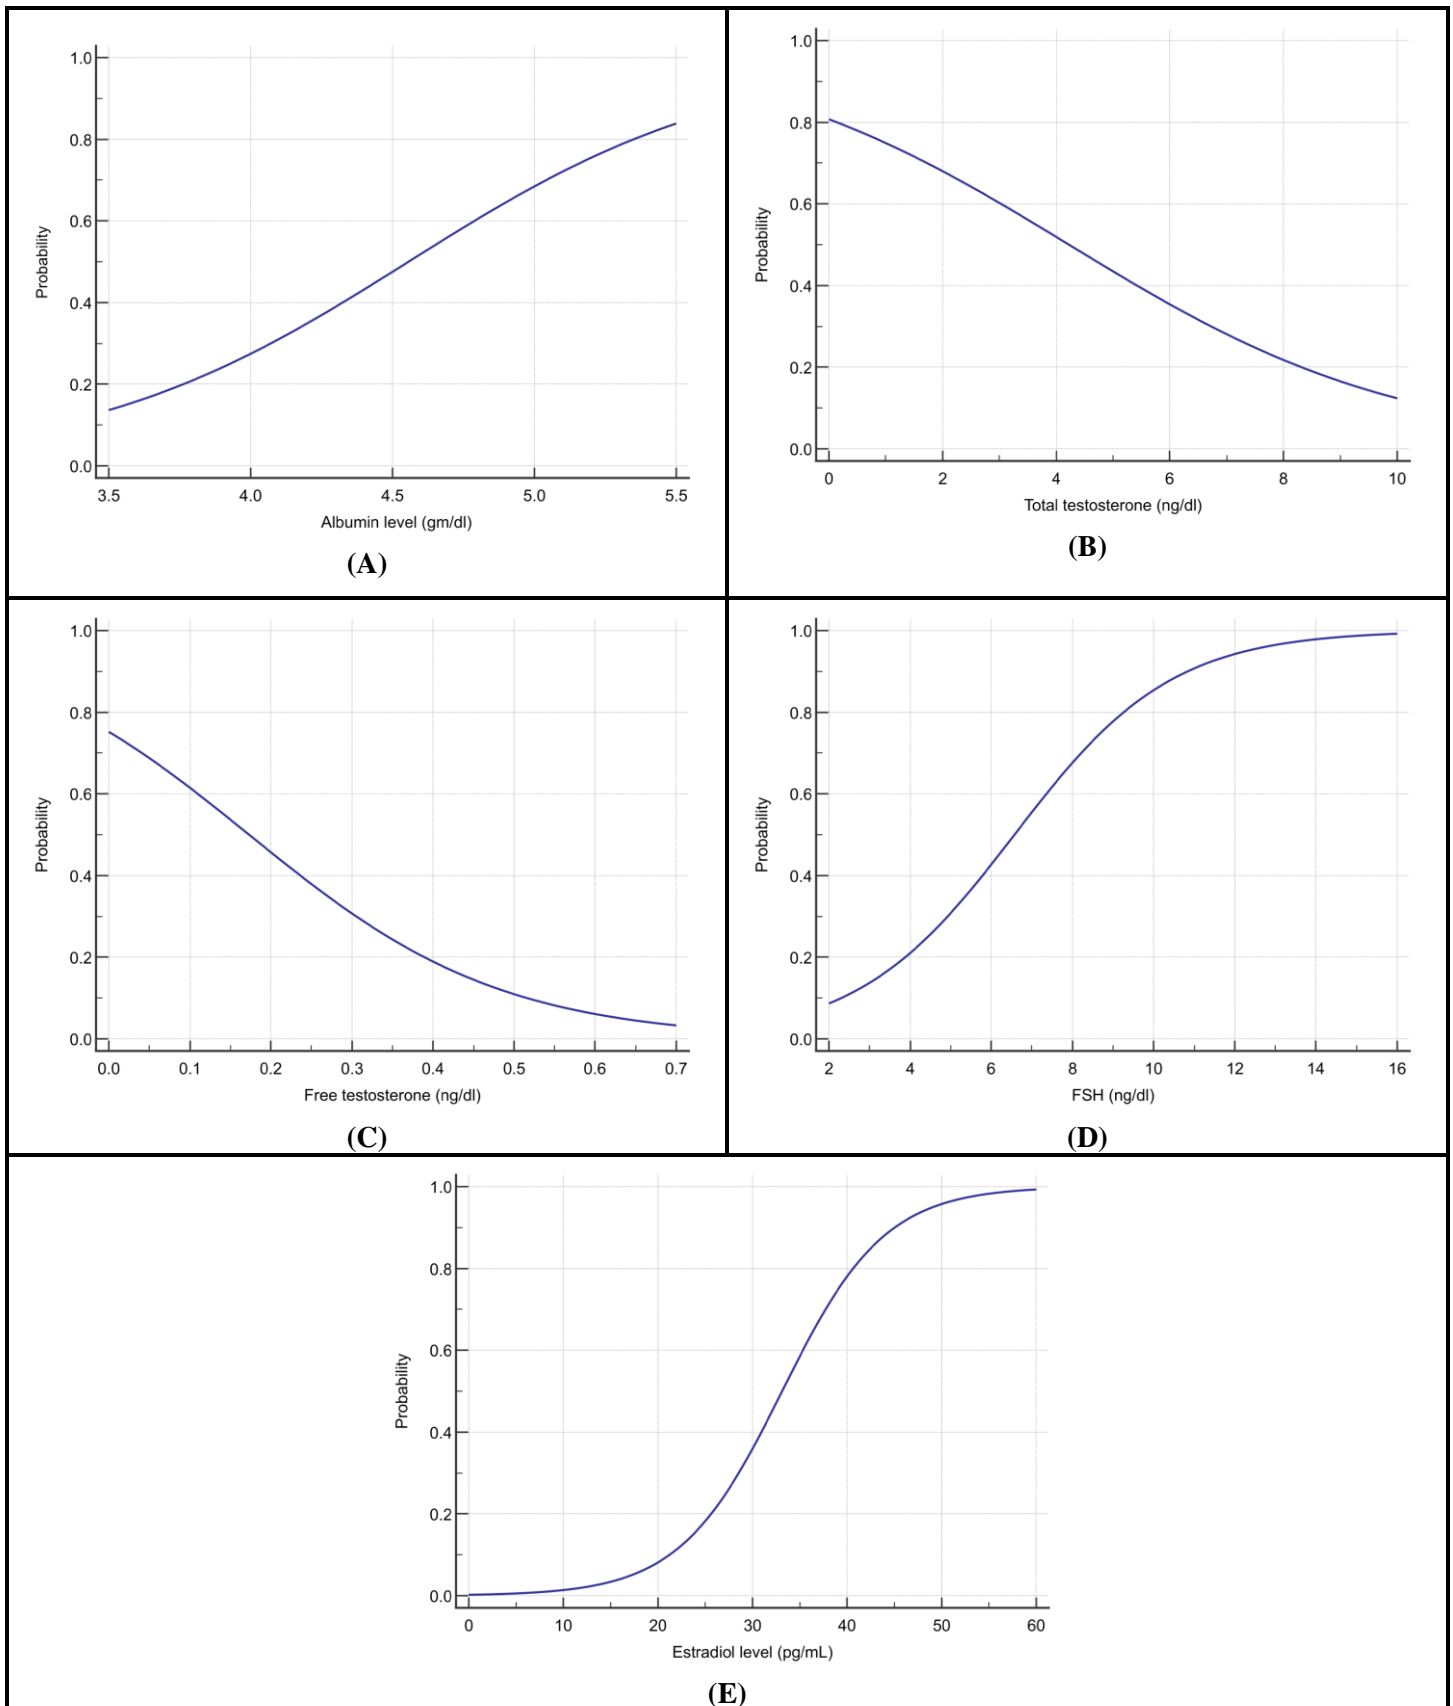 1.0
0.8
0.6
0.4
0.2
0.0
Probability
3.5 4.0 4.5 5.0 5.5
Albumin level (gm/dl)
(A)
1.0
0.8
0.6
0.4
0.2
0.0
Probability
0 2 4 6 8 10
Total testosterone (ng/dl)
(B)
1.0
0.8
0.6
0.4
0.2
0.0
Probability
0.0 0.1 0.2 0.3 0.4 0.5 0.6 0.7
Free testosterone (ng/dl)
(C)
1.0
0.8
0.6
0.4
0.2
0.0
Probability
2 4 6 8 10 12 14 16
FSH (ng/dl)
(D)
1.0
0.8
0.6
0.4
0.2
0.0
Probability
0 10 20 30 40 50 60
Estradiol level (pg/mL)
(E)